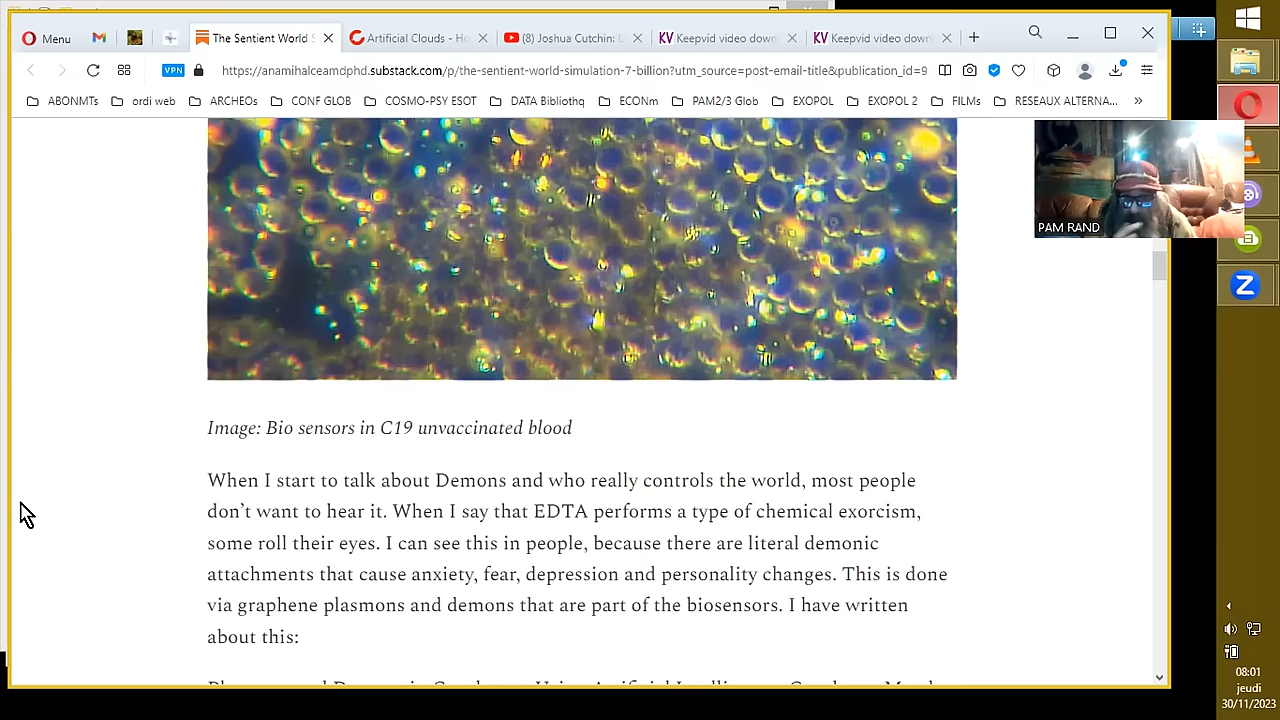 Menu
The Sentient World S
Artificial Clouds - Ho
(8) Joshua Cutchin: U
KV Keepvid video down
KV Keepvid video down
VPN
https://anamihalceamdphd.substack.com/p/the-sentient-world-simulation-7-billion?utm_source=post-email-title&publication_id=9
ABONMTs
ordi web
ARCHEOs
CONF GLOB
COSMO-PSY ESOT
DATA Bibliothq
ECONm
PAM2/3 Glob
EXOPOL
EXOPOL 2
FILMs
RESEAUX ALTERNA...
PAM RAND
Image: Bio sensors in C19 unvaccinated blood
When I start to talk about Demons and who really controls the world, most people
don’t want to hear it. When I say that EDTA performs a type of chemical exorcism,
some roll their eyes. I can see this in people, because there are literal demonic
attachments that cause anxiety, fear, depression and personality changes. This is done
via graphene plasmons and demons that are part of the biosensors. I have written
about this:
08:01
jeudi
30/11/2023